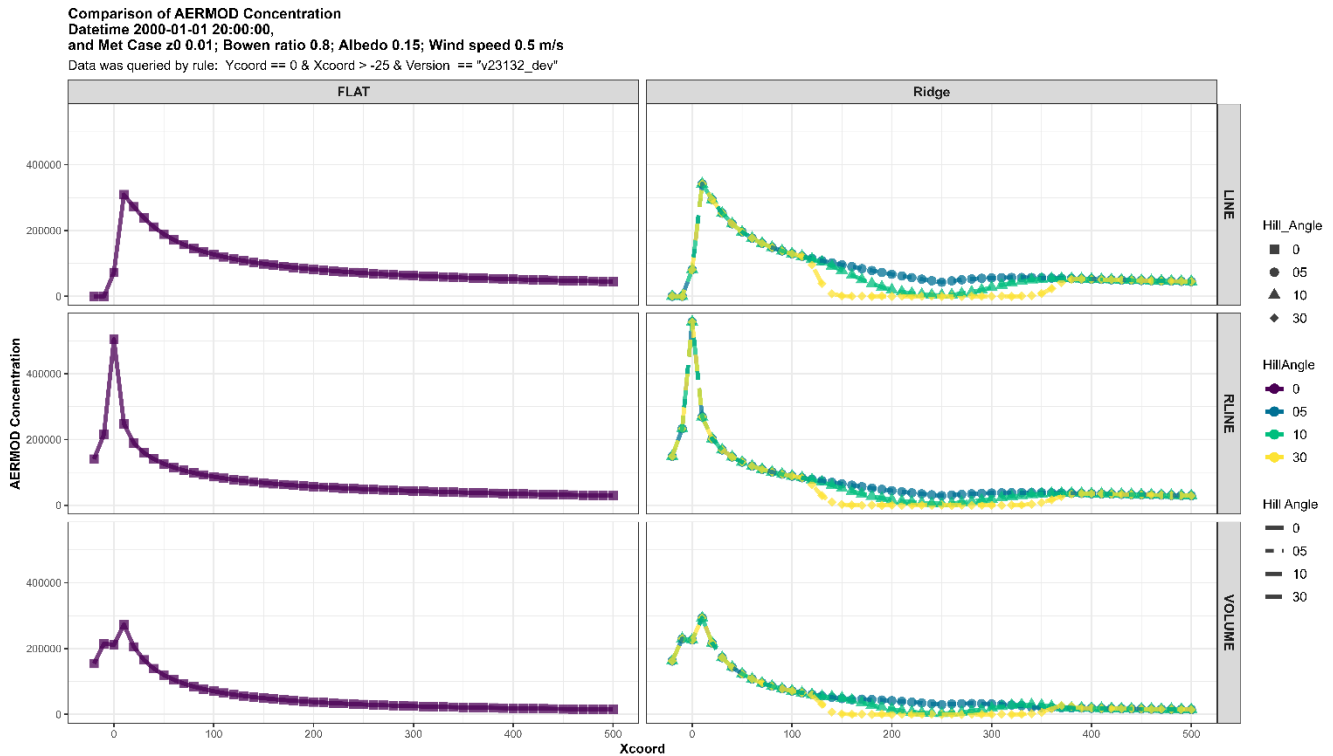 Comparison of AERMOD Concentration
Datetime 2000-01-01 20:00:00,
and Met Case z0 0.01; Bowen ratio 0.8; Albedo 0.15; Wind speed 0.5 m/s
Data was queried by rule: Ycoord == 0 & Xcoord > -25 & Version == "v23132_dev"
FLAT
Ridge
400000
200000
0
LINE
400000
200000
0
RLINE
400000
200000
0
VOLUME
AERMOD Concentration
0 100 200 300 400 500
0 100 200 300 400 500
Xcoord
Hill_Angle
0
05
10
30
HillAngle
0
05
10
30
Hill Angle
0
05
10
30